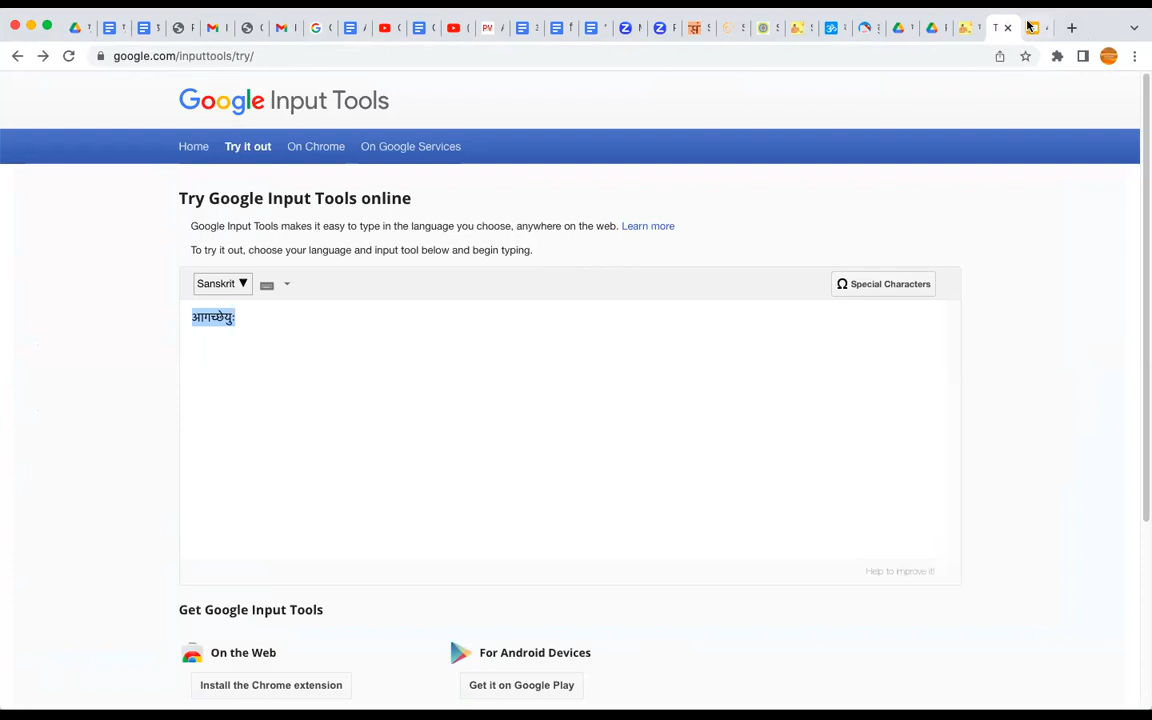 google.com/inputtools/try/
Google Input Tools
Home Try it out On Chrome On Google Services
Try Google Input Tools online
Google Input Tools makes it easy to type in the language you choose, anywhere on the web. Learn more
To try it out, choose your language and input tool below and begin typing.
Sanskrit ▼ Ω Special Characters
आगच्छेयुः
Help to improve it!
Get Google Input Tools
On the Web For Android Devices
Install the Chrome extension Get it on Google Play